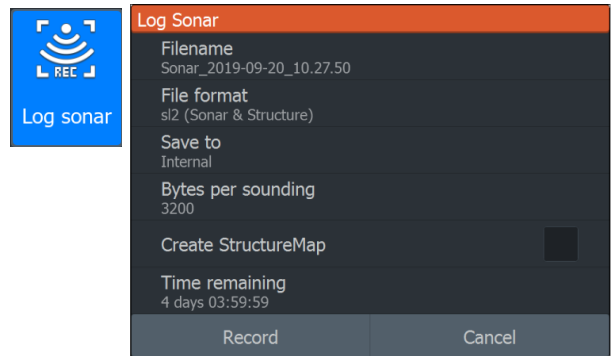 REC
Log sonar
Log Sonar
Filename
Sonar_2019-09-20_10.27.50
File format
sl2 (Sonar & Structure)
Save to
Internal
Bytes per sounding
3200
Create StructureMap
Time remaining
4 days 03:59:59
Record Cancel